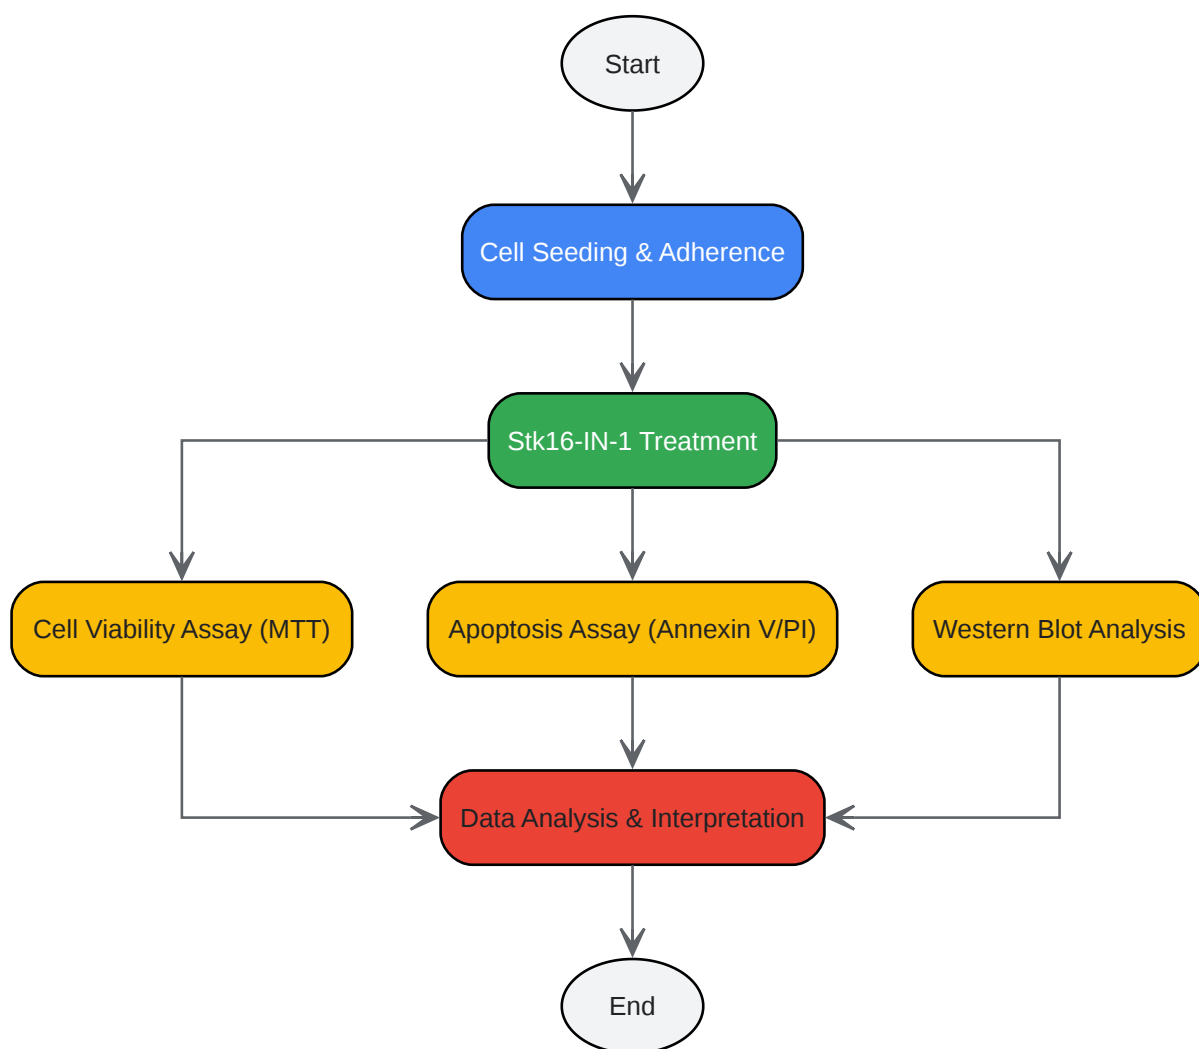 Start
Cell Seeding & Adherence
Stk16-IN-1 Treatment
Cell Viability Assay (MTT)
Apoptosis Assay (Annexin V/PI)
Western Blot Analysis
Data Analysis & Interpretation
End